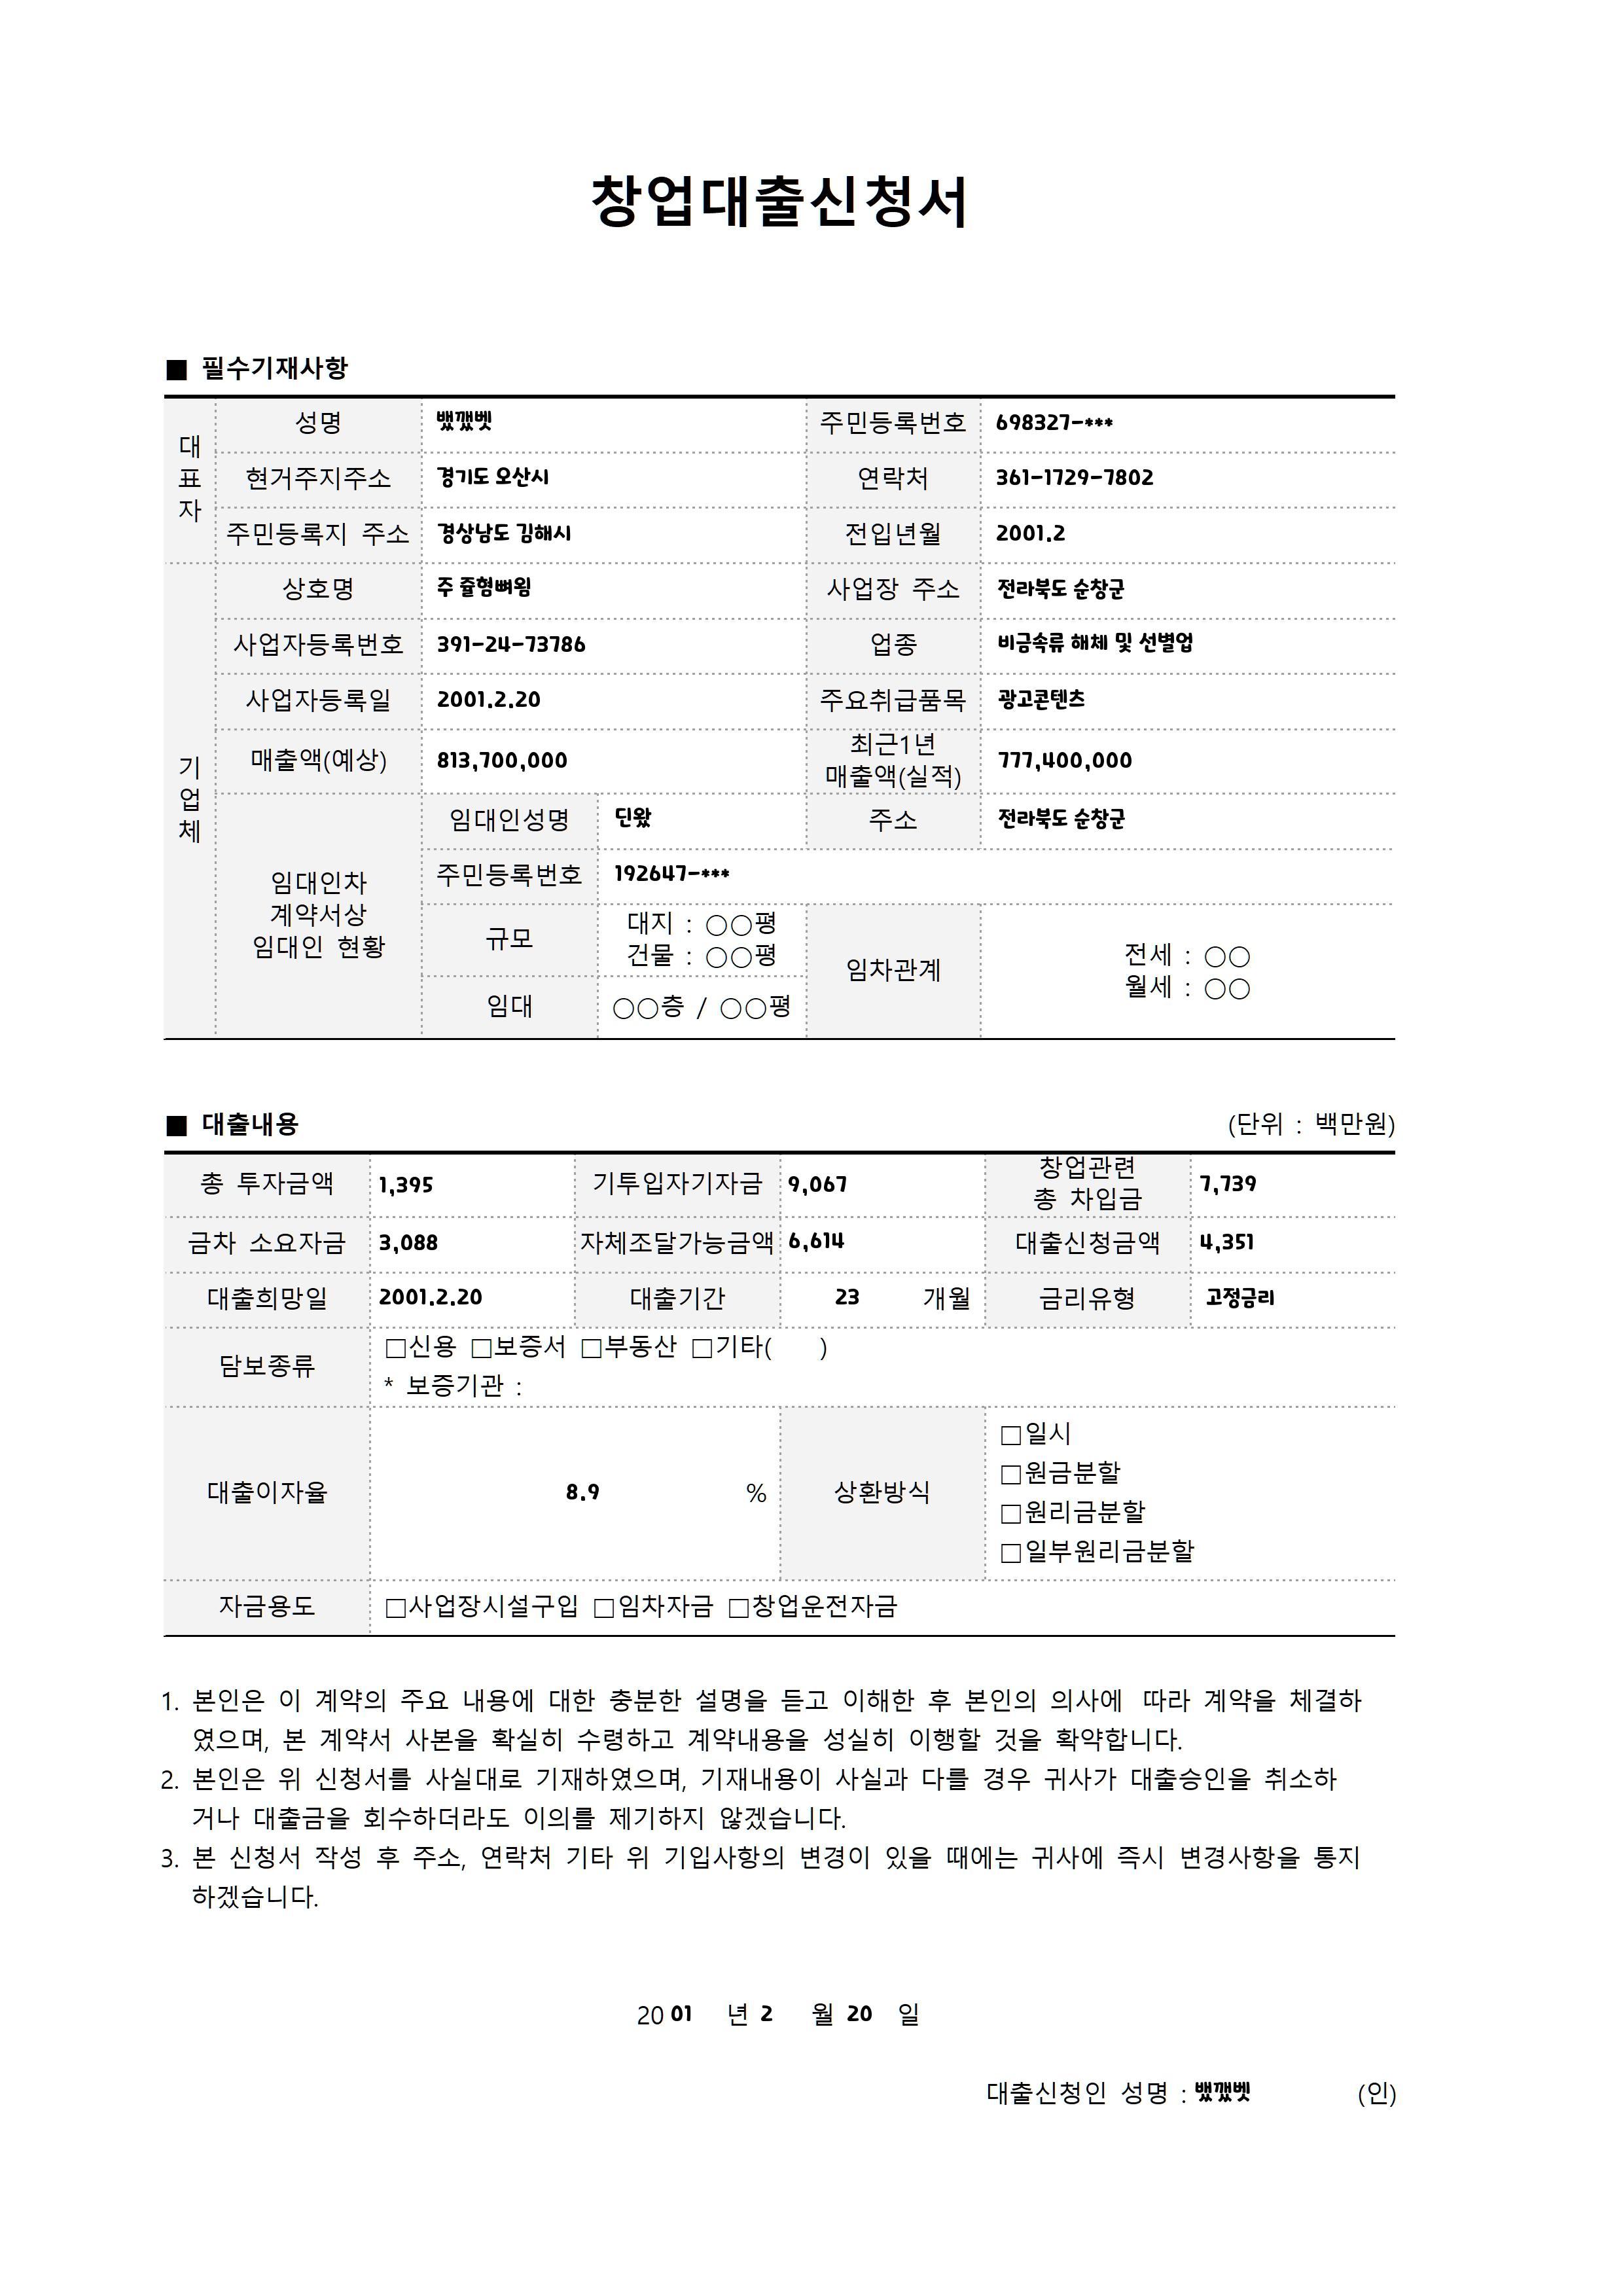 창업대출신청서
■ 필수기재사항
대표자
성명 뱄꺴벳 주민등록번호 698327-***
현거주지주소 경기도 오산시 연락처 361-1729-7802
주민등록지 주소 경상남도 김해시 전입년월 2001.2
기업체
상호명 주 쥴혐뼈욈 사업장 주소 전라북도 순창군
사업자등록번호 391-24-73786 업종 비금속류 해체 및 선별업
사업자등록일 2001.2.20 주요취급품목 광고콘텐츠
매출액(예상) 813,700,000 최근1년
매출액(실적) 777,400,000
임대인차
계약서상
임대인 현황
임대인성명 딘왔 주소 전라북도 순창군
주민등록번호 192647-***
규모 대지 : ○○평
건물 : ○○평
임대 ○○층 / ○○평
임차관계 전세 : ○○
월세 : ○○
■ 대출내용 (단위 : 백만원)
총 투자금액 1,395 기투입자기자금 9,067 창업관련
총 차입금 7,739
금차 소요자금 3,088 자체조달가능금액 6,614 대출신청금액 4,351
대출희망일 2001.2.20 대출기간 23 개월 금리유형 고정금리
담보종류 □신용 □보증서 □부동산 □기타( )
* 보증기관 :
대출이자율 8.9 % 상환방식
□일시
□원금분할
□원리금분할
□일부원리금분할
자금용도 □사업장시설구입 □임차자금 □창업운전자금
1. 본인은 이 계약의 주요 내용에 대한 충분한 설명을 듣고 이해한 후 본인의 의사에 따라 계약을 체결하
였으며, 본 계약서 사본을 확실히 수령하고 계약내용을 성실히 이행할 것을 확약합니다.
2. 본인은 위 신청서를 사실대로 기재하였으며, 기재내용이 사실과 다를 경우 귀사가 대출승인을 취소하
거나 대출금을 회수하더라도 이의를 제기하지 않겠습니다.
3. 본 신청서 작성 후 주소, 연락처 기타 위 기입사항의 변경이 있을 때에는 귀사에 즉시 변경사항을 통지
하겠습니다.
20 01 년 2 월 20 일
대출신청인 성명 : 뱄꺴벳 (인)